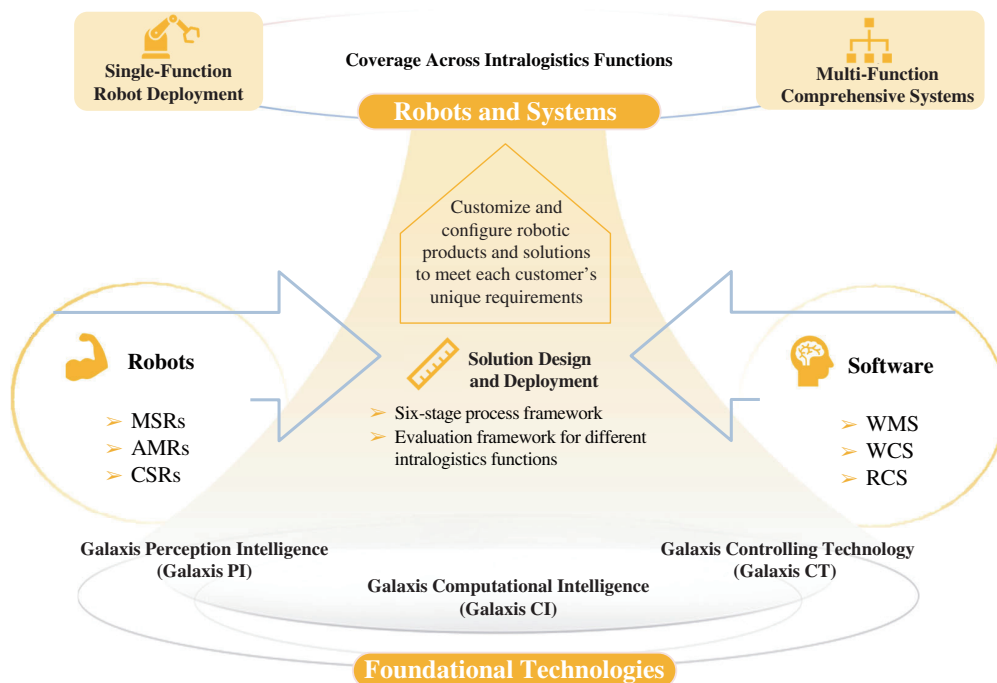 Single-Function
Robot Deployment
Coverage Across Intralogistics Functions
Multi-Function
Comprehensive Systems
Robots and Systems
Customize and
configure robotic
products and solutions
to meet each customer’s
unique requirements
Robots
➢ MSRs
➢ AMRs
➢ CSRs
Solution Design
and Deployment
➢ Six-stage process framework
➢ Evaluation framework for different
intralogistics functions
Software
➢ WMS
➢ WCS
➢ RCS
Galaxis Perception Intelligence
(Galaxis PI)
Galaxis Computational Intelligence
(Galaxis CI)
Galaxis Controlling Technology
(Galaxis CT)
Foundational Technologies